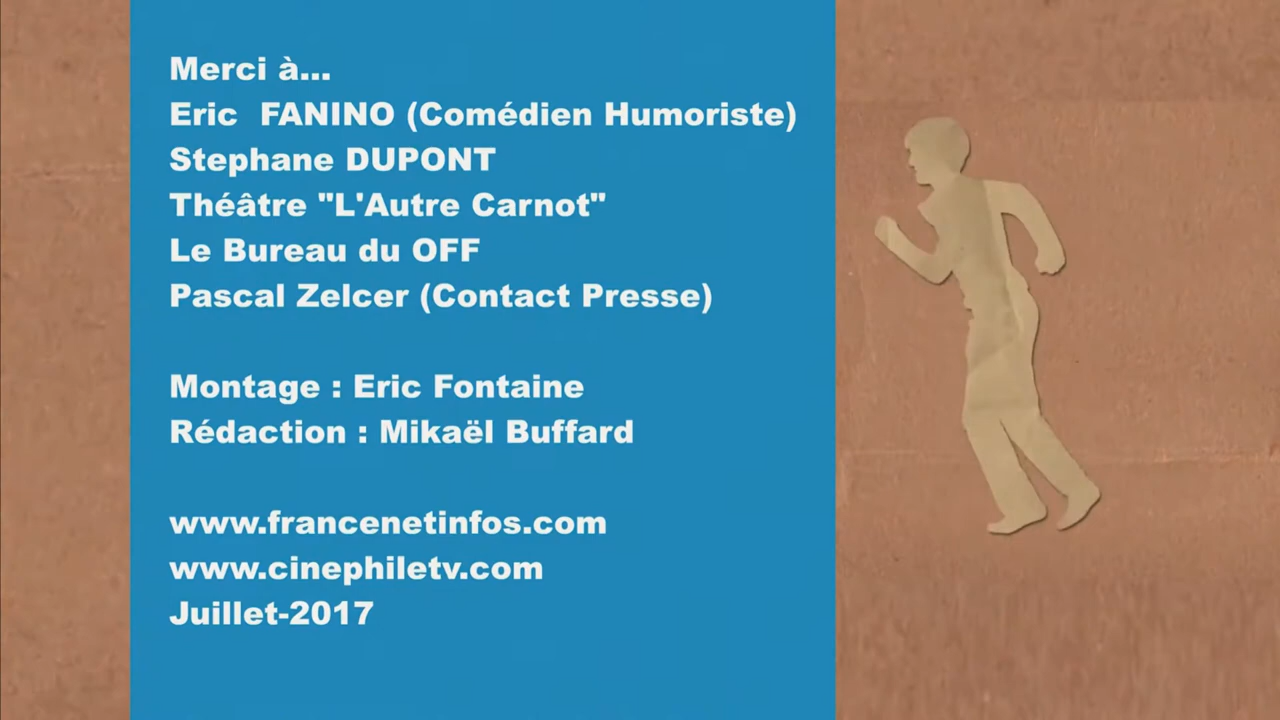 Merci à...
Eric  FANINO (Comédien Humoriste)
Stephane DUPONT
Théâtre "L'Autre Carnot"
Le Bureau du OFF
Pascal Zelcer (Contact Presse)
Montage : Eric Fontaine
Rédaction : Mikaël Buffard
www.francenetinfos.com
www.cinephiletv.com
Juillet-2017